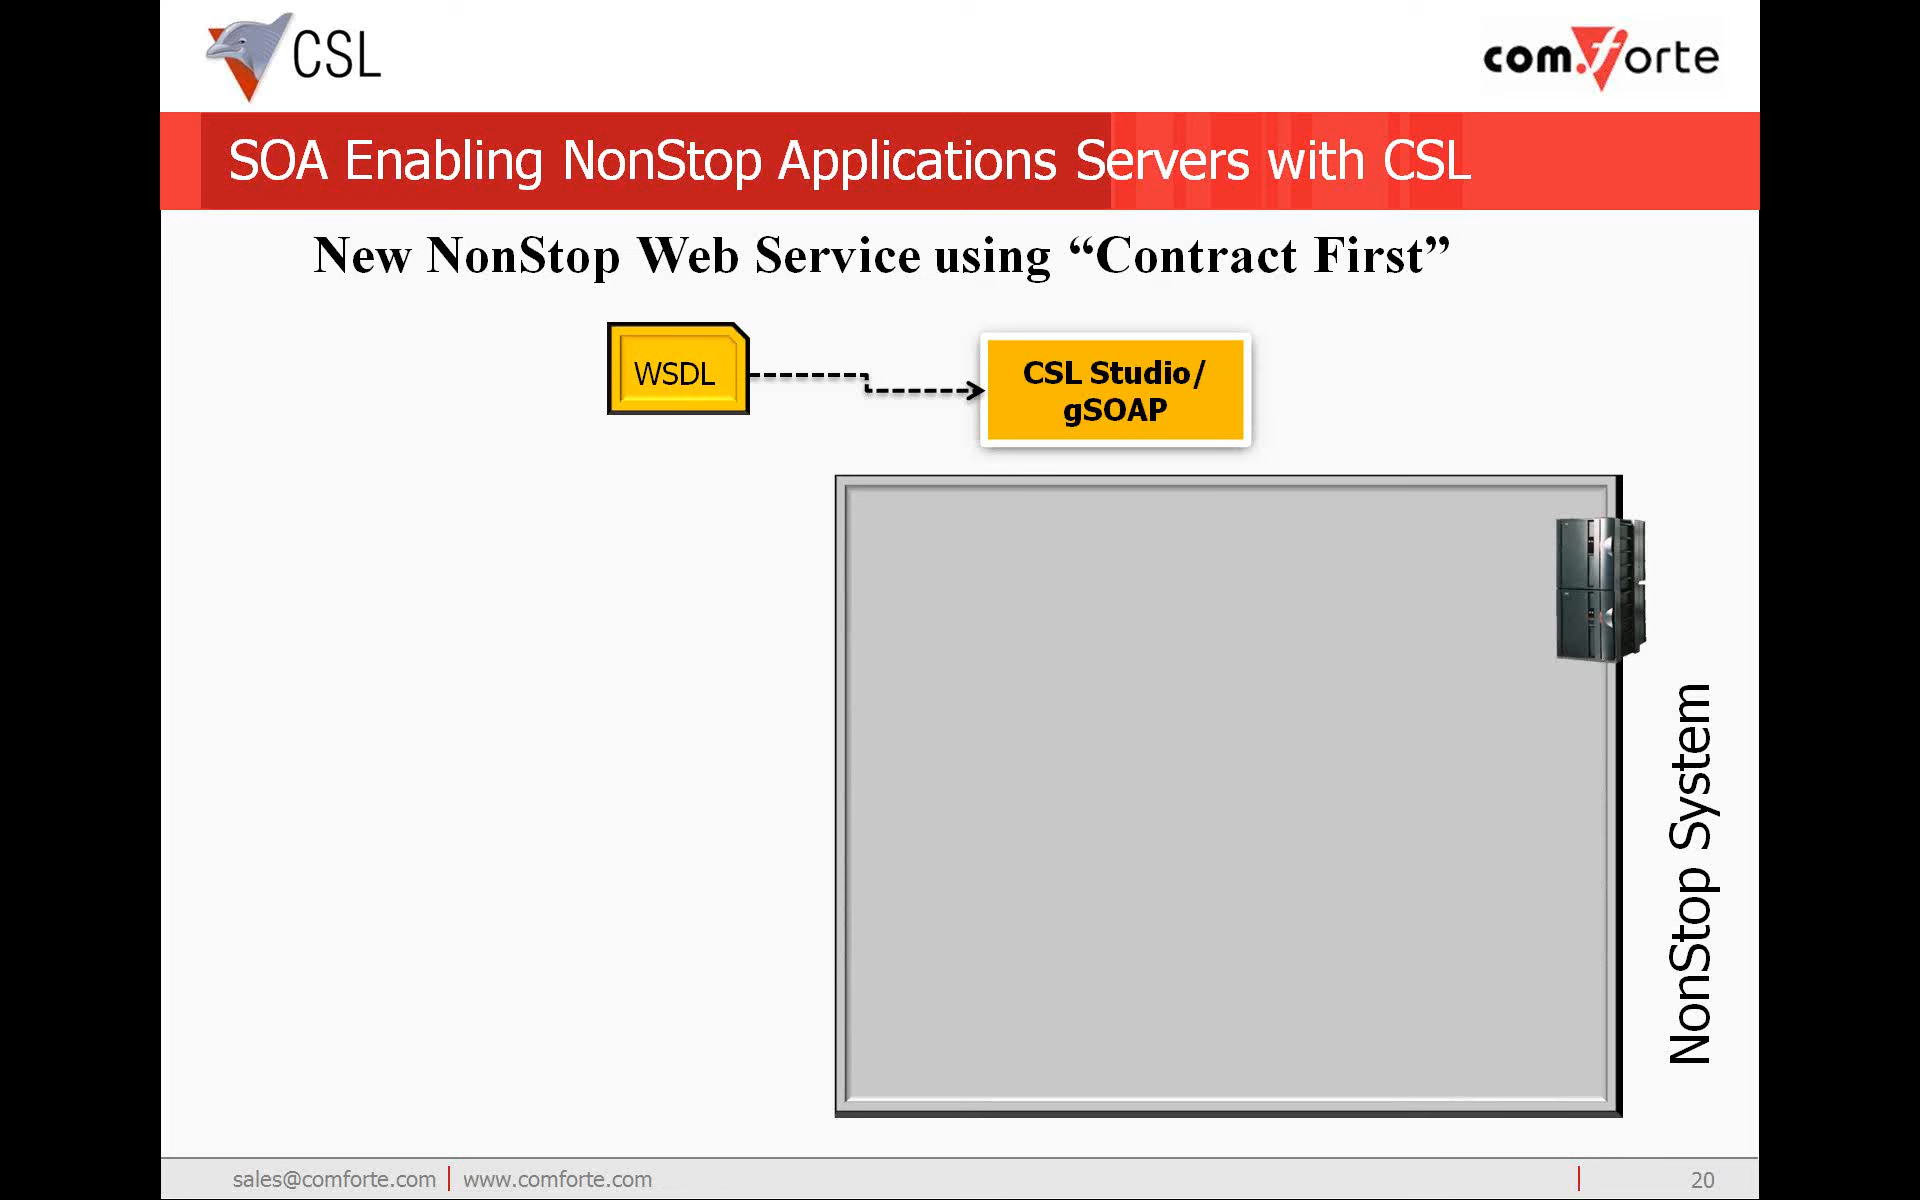 CSL
com.forte
SOA Enabling NonStop Applications Servers with CSL
New NonStop Web Service using “Contract First”
WSDL
CSL Studio/
gSOAP
NonStop System
sales@comforte.com | www.comforte.com
20